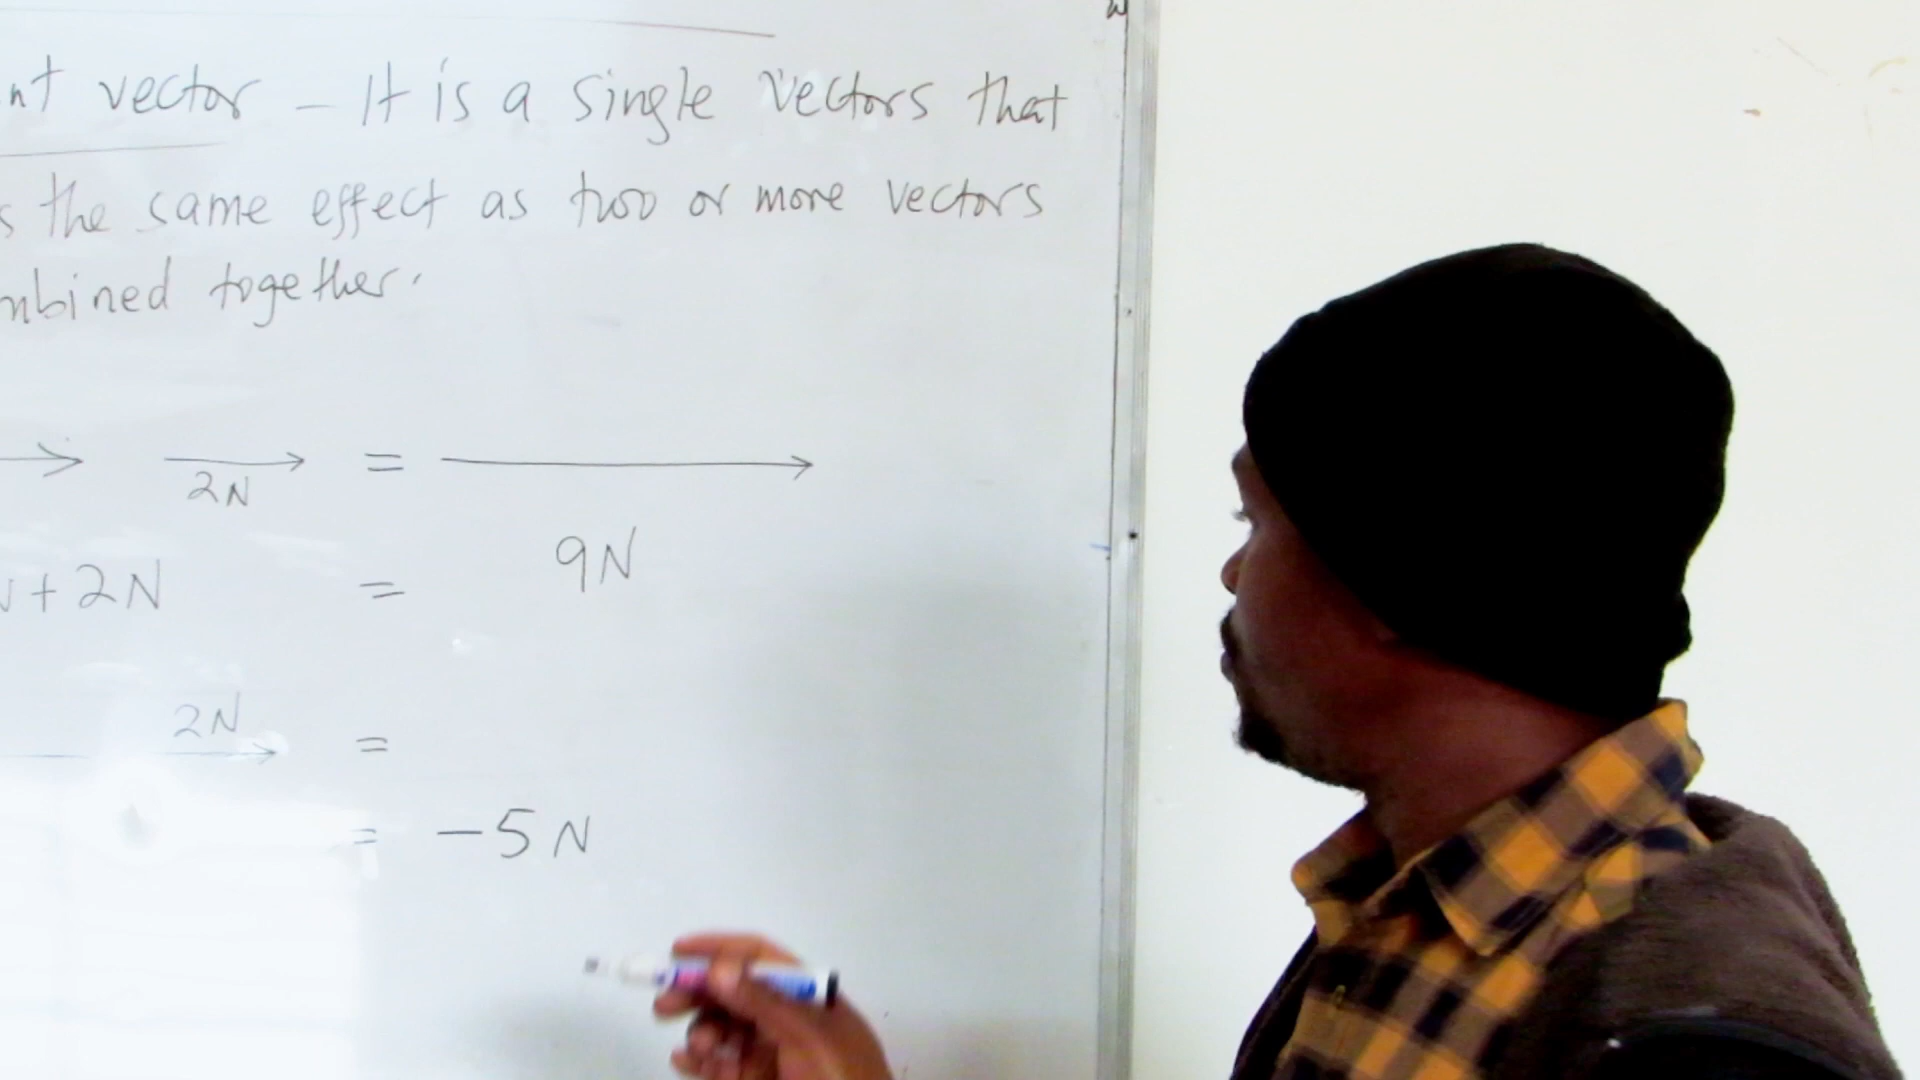 nt vector - It is a single vectors that
s the same effect as two or more vectors
mbined together.
2N =
9N
N + 2N =
2N =
= -5N